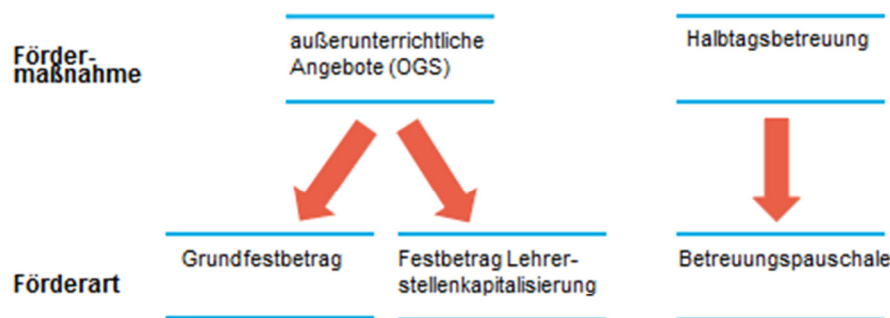 Förder-
maßnahme
außerunterrichtliche
Angebote (OGS)
Halbtagsbetreuung
Förderart
Grundfestbetrag
Festbetrag Lehrer-
stellenkapitalisierung
Betreuungspauschale